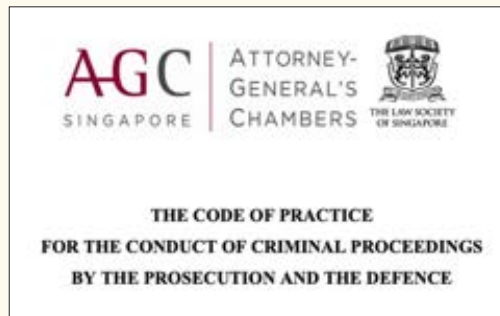 AGC
SINGAPORE
ATTORNEY-
GENERAL'S
CHAMBERS
THE LAW SOCIETY
OF SINGAPORE
THE CODE OF PRACTICE
FOR THE CONDUCT OF CRIMINAL PROCEEDINGS
BY THE PROSECUTION AND THE DEFENCE